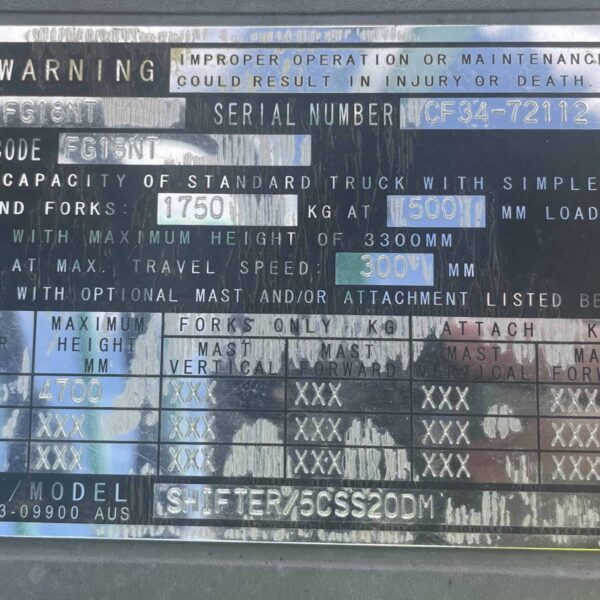 WARNING IMPROPER OPERATION OR MAINTENANC
COULD RESULT IN INJURY OR DEATH.
FG18NT SERIAL NUMBER CF34-72112
CODE FG18NT
CAPACITY OF STANDARD TRUCK WITH SIMPLE
ND FORKS: 1750 KG AT 500 MM LOAD
WITH MAXIMUM HEIGHT OF 3300MM
AT MAX. TRAVEL SPEED: 300 MM
WITH OPTIONAL MAST AND/OR ATTACHMENT LISTED BE
MAXIMUM FORKS ONLY KG ATTACH K
R HEIGHT MAST MAST MAST MA
MM VERTICAL FORWARD VERTICAL FORW
4700 XXX XXX XXX XXX
XXX XXX XXX XXX XXX
XXX XXX XXX XXX XXX
/MODEL SHIFTER/5CSS20DM
3-09900 AUS